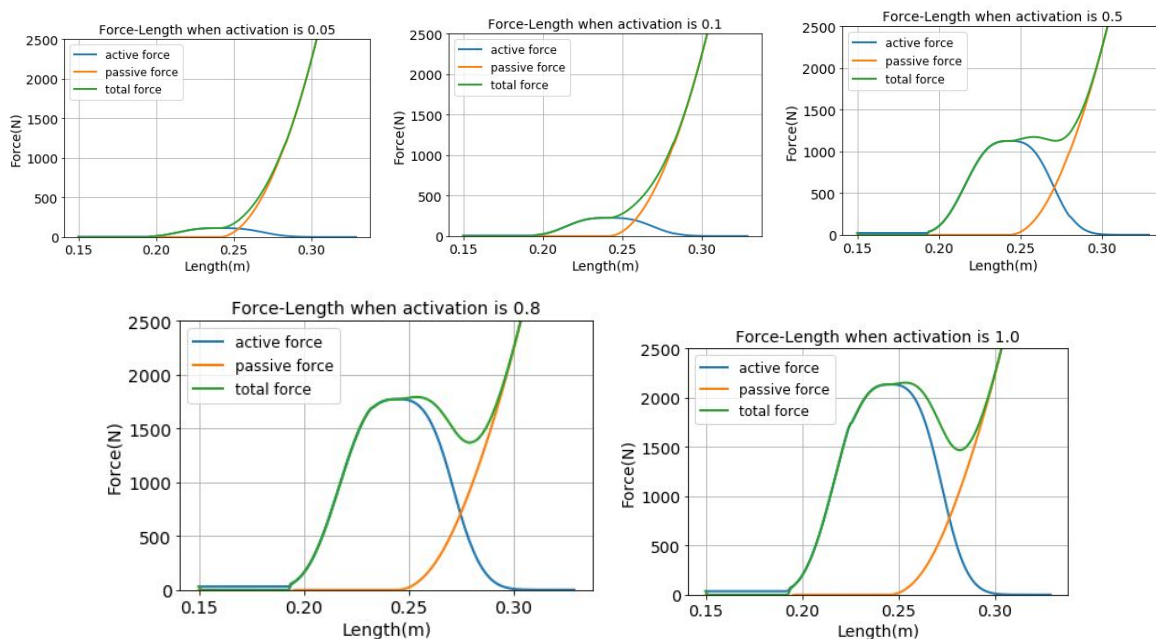 Force-Length when activation is 0.05
2500
2000
1500
1000
500
0
Force(N)
active force
passive force
total force
0.15
0.20
0.25
0.30
Length(m)
Force-Length when activation is 0.1
2500
2000
1500
1000
500
0
Force(N)
active force
passive force
total force
0.15
0.20
0.25
0.30
Length(m)
Force-Length when activation is 0.5
2500
2000
1500
1000
500
0
Force(N)
active force
passive force
total force
0.15
0.20
0.25
0.30
Length(m)
Force-Length when activation is 0.8
2500
2000
1500
1000
500
0
Force(N)
active force
passive force
total force
0.15
0.20
0.25
0.30
Length(m)
Force-Length when activation is 1.0
2500
2000
1500
1000
500
0
Force(N)
active force
passive force
total force
0.15
0.20
0.25
0.30
Length(m)